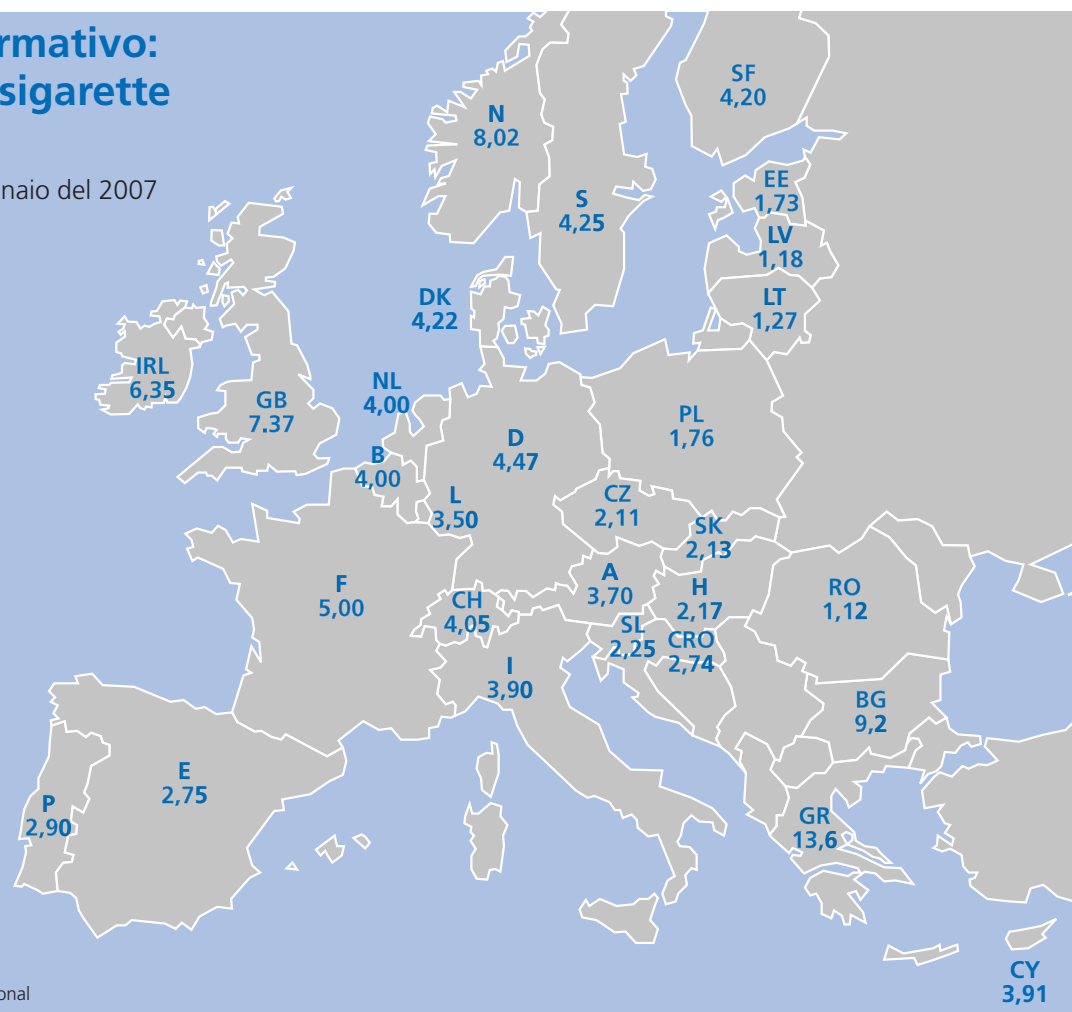 rmativo:
sigarette
naio del 2007
SF
4,20
N
8,02
EE
1,73
S
4,25
LV
1,18
DK
4,22
LT
1,27
IRL
6,35
NL
4,00
GB
7.37
PL
1,76
D
4,47
B
4,00
L
3,50
CZ
2,11
SK
2,13
A
3,70
H
2,17
RO
1,12
F
5,00
CH
4,05
SL
2,25
CRO
2,74
I
3,90
BG
9,2
E
2,75
P
2,90
GR
13,6
CY
3,91
onal